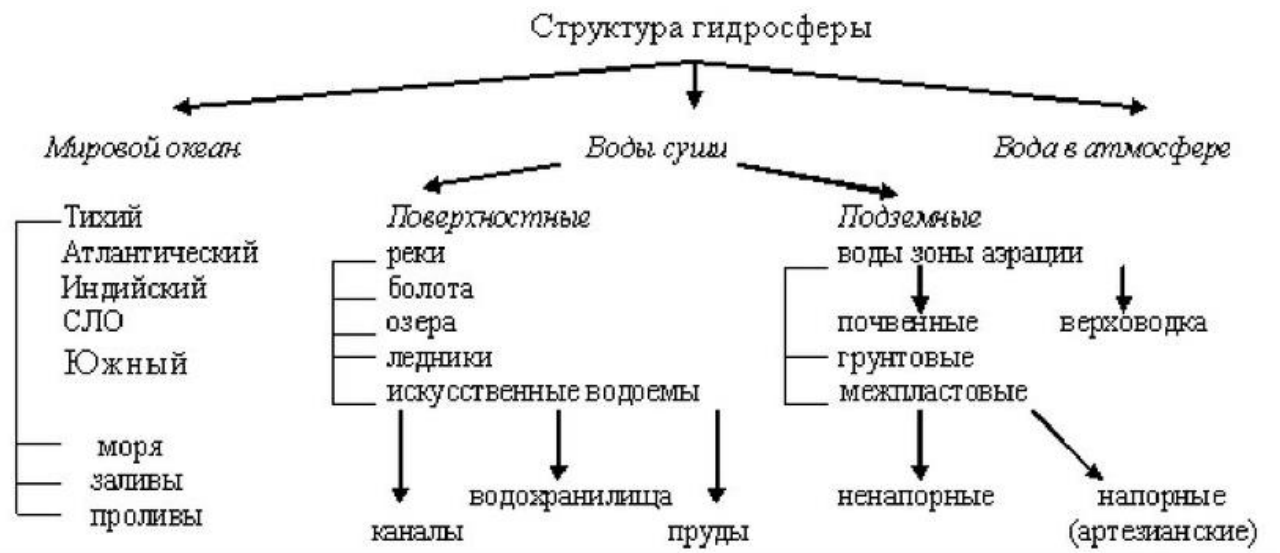 Структура гидросферы
Мировой океан
Воды суши
Вода в атмосфере
Тихий
Атлантический
Индийский
СЛО
Южный
моря
заливы
проливы
Поверхностные
реки
болота
озера
ледники
искусственные водоемы
каналы
водохранилища
пруды
Подземные
воды зоны аэрации
почвенные
верховодка
грунтовые
межпластовые
ненапорные
напорные
(артезианские)